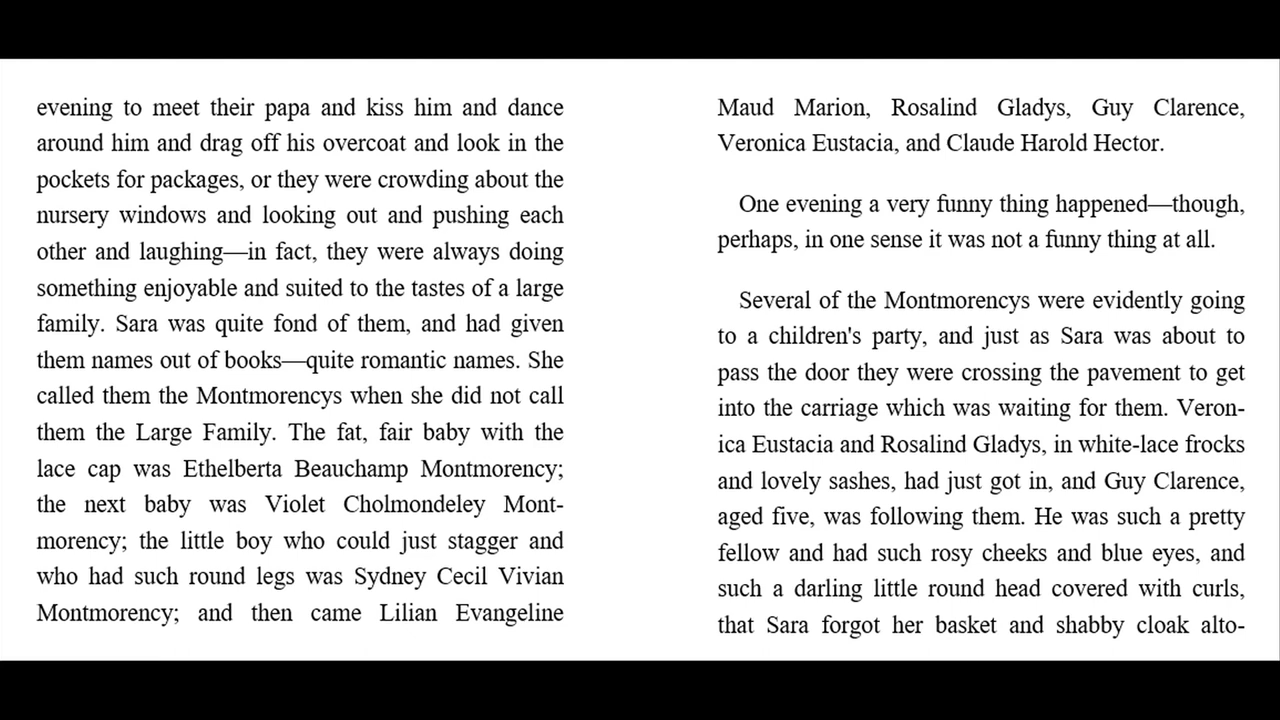 evening to meet their papa and kiss him and dance
around him and drag off his overcoat and look in the
pockets for packages, or they were crowding about the
nursery windows and looking out and pushing each
other and laughing—in fact, they were always doing
something enjoyable and suited to the tastes of a large
family. Sara was quite fond of them, and had given
them names out of books—quite romantic names. She
called them the Montmorencys when she did not call
them the Large Family. The fat, fair baby with the
lace cap was Ethelberta Beauchamp Montmorency;
the next baby was Violet Cholmondeley Mont-
morency; the little boy who could just stagger and
who had such round legs was Sydney Cecil Vivian
Montmorency; and then came Lilian Evangeline
Maud Marion, Rosalind Gladys, Guy Clarence,
Veronica Eustacia, and Claude Harold Hector.
One evening a very funny thing happened—though,
perhaps, in one sense it was not a funny thing at all.
Several of the Montmorencys were evidently going
to a children's party, and just as Sara was about to
pass the door they were crossing the pavement to get
into the carriage which was waiting for them. Veron-
ica Eustacia and Rosalind Gladys, in white-lace frocks
and lovely sashes, had just got in, and Guy Clarence,
aged five, was following them. He was such a pretty
fellow and had such rosy cheeks and blue eyes, and
such a darling little round head covered with curls,
that Sara forgot her basket and shabby cloak alto-